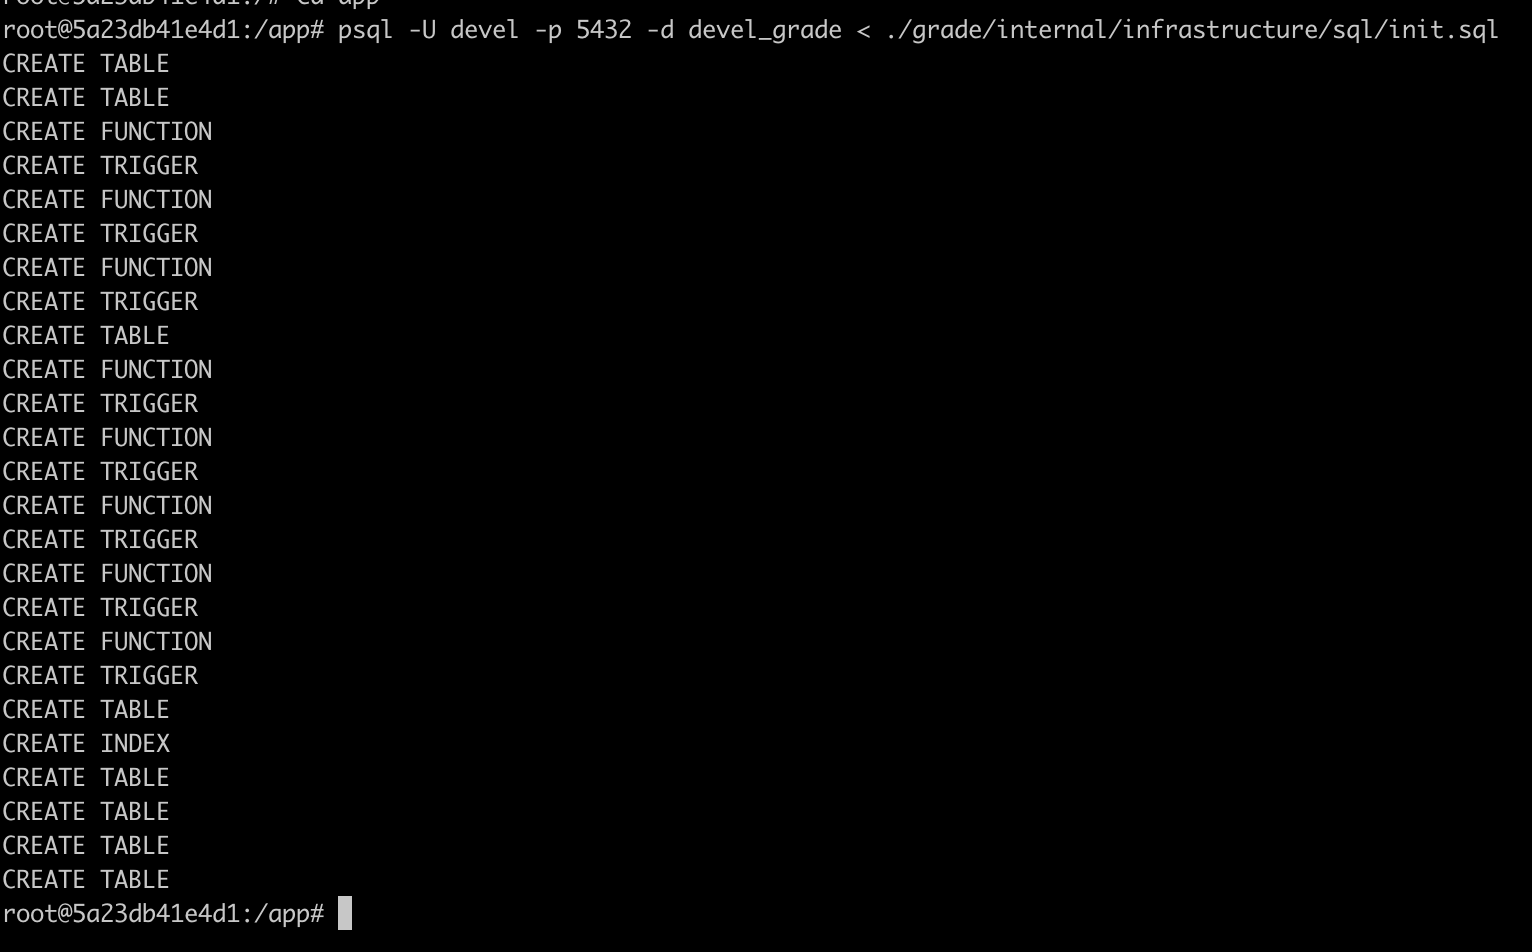 root@5a23db41e4d1:/# cd app
root@5a23db41e4d1:/app# psql -U devel -p 5432 -d devel_grade < ./grade/internal/infrastructure/sql/init.sql
CREATE TABLE
CREATE TABLE
CREATE FUNCTION
CREATE TRIGGER
CREATE FUNCTION
CREATE TRIGGER
CREATE FUNCTION
CREATE TRIGGER
CREATE TABLE
CREATE FUNCTION
CREATE TRIGGER
CREATE FUNCTION
CREATE TRIGGER
CREATE FUNCTION
CREATE TRIGGER
CREATE FUNCTION
CREATE TRIGGER
CREATE FUNCTION
CREATE TRIGGER
CREATE TABLE
CREATE INDEX
CREATE TABLE
CREATE TABLE
CREATE TABLE
CREATE TABLE
root@5a23db41e4d1:/app#